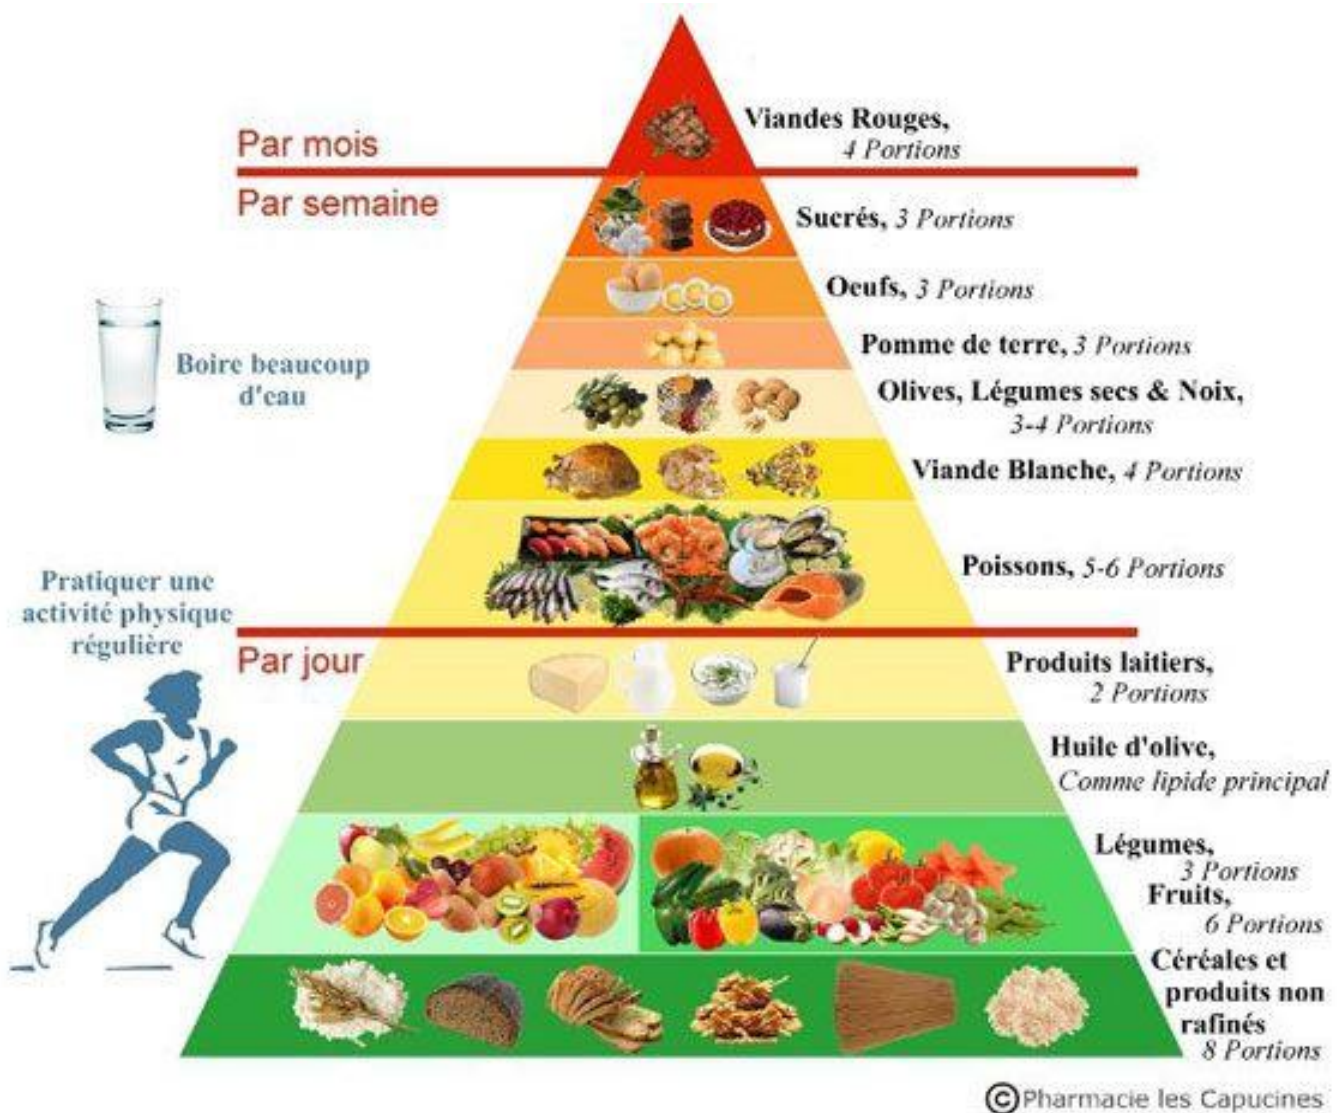 Viandes Rouges,
4 Portions
Par mois
Par semaine
Sucrés, 3 Portions
Oeufs, 3 Portions
Boire beaucoup
d'eau
Pomme de terre, 3 Portions
Olives, Légumes secs & Noix,
3-4 Portions
Viande Blanche, 4 Portions
Poissons, 5-6 Portions
Pratiquer une
activité physique
régulière
Par jour
Produits laitiers,
2 Portions
Huile d'olive,
Comme lipide principal
Légumes,
3 Portions
Fruits,
6 Portions
Céréales et
produits non
rafinés
8 Portions
©Pharmacie les Capucines